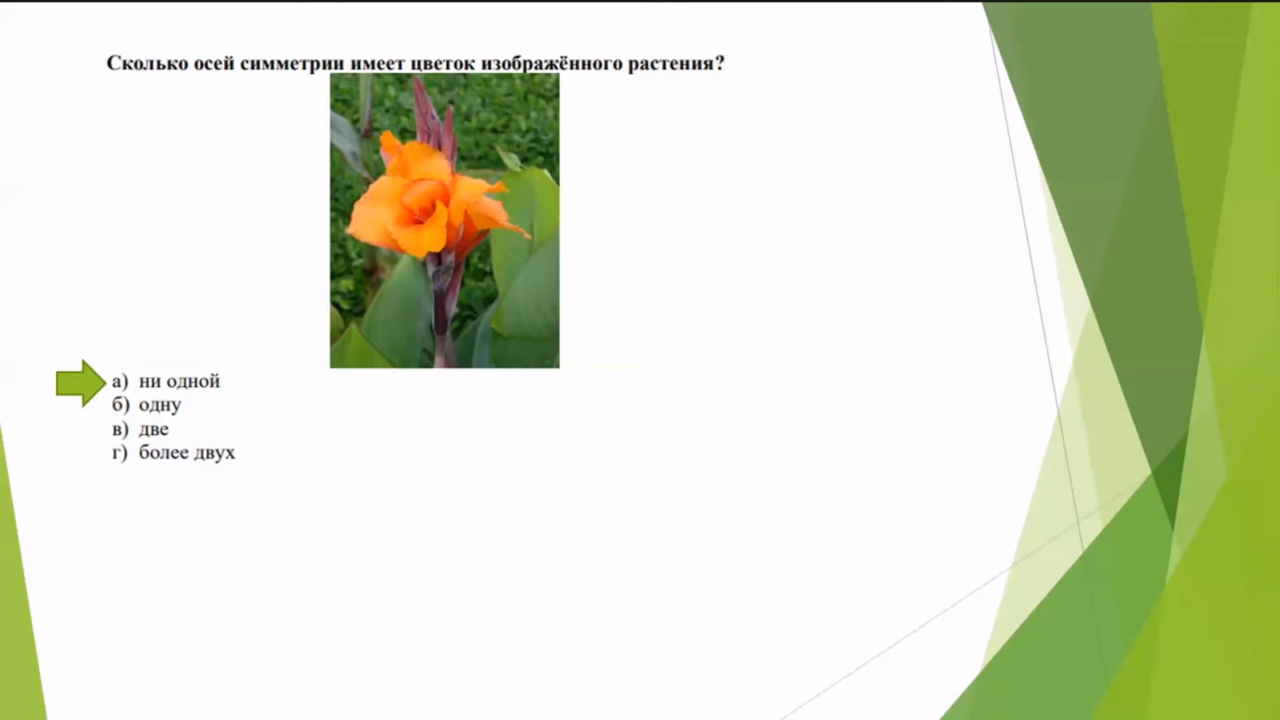 Сколько осей симметрии имеет цветок изображённого растения?
а) ни одной
б) одну
в) две
г) более двух